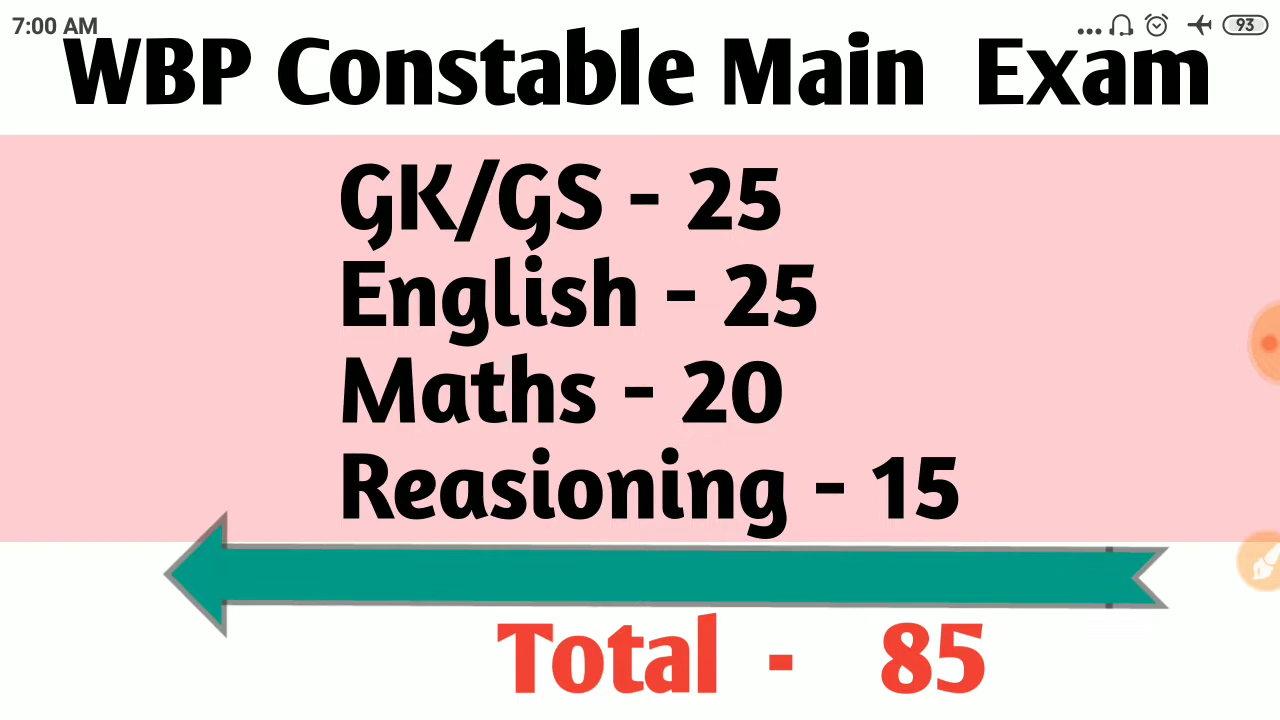 7:00 AM
93
WBP Constable Main Exam
GK/GS - 25
English - 25
Maths - 20
Reasioning - 15
Total - 85